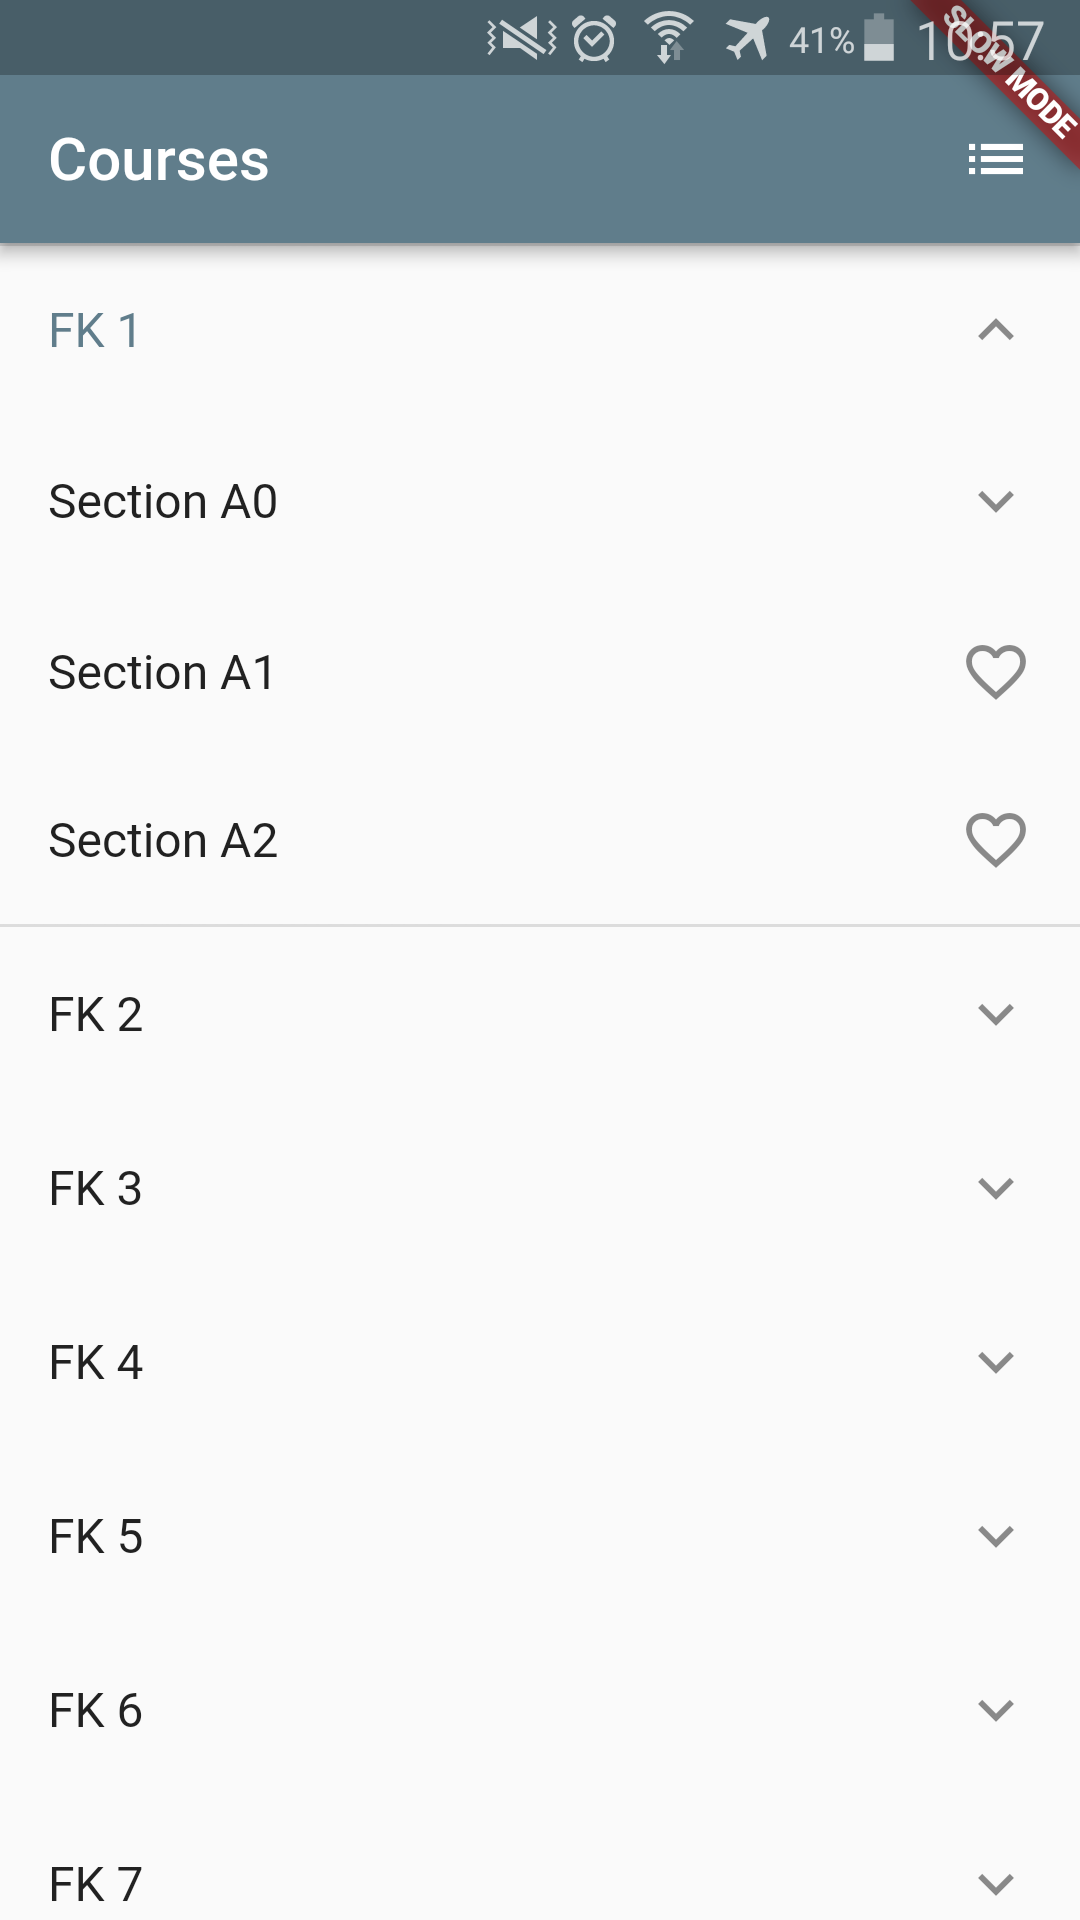 41% 10:57
SLOW MODE
Courses
FK 1
Section A0
Section A1
Section A2
FK 2
FK 3
FK 4
FK 5
FK 6
FK 7